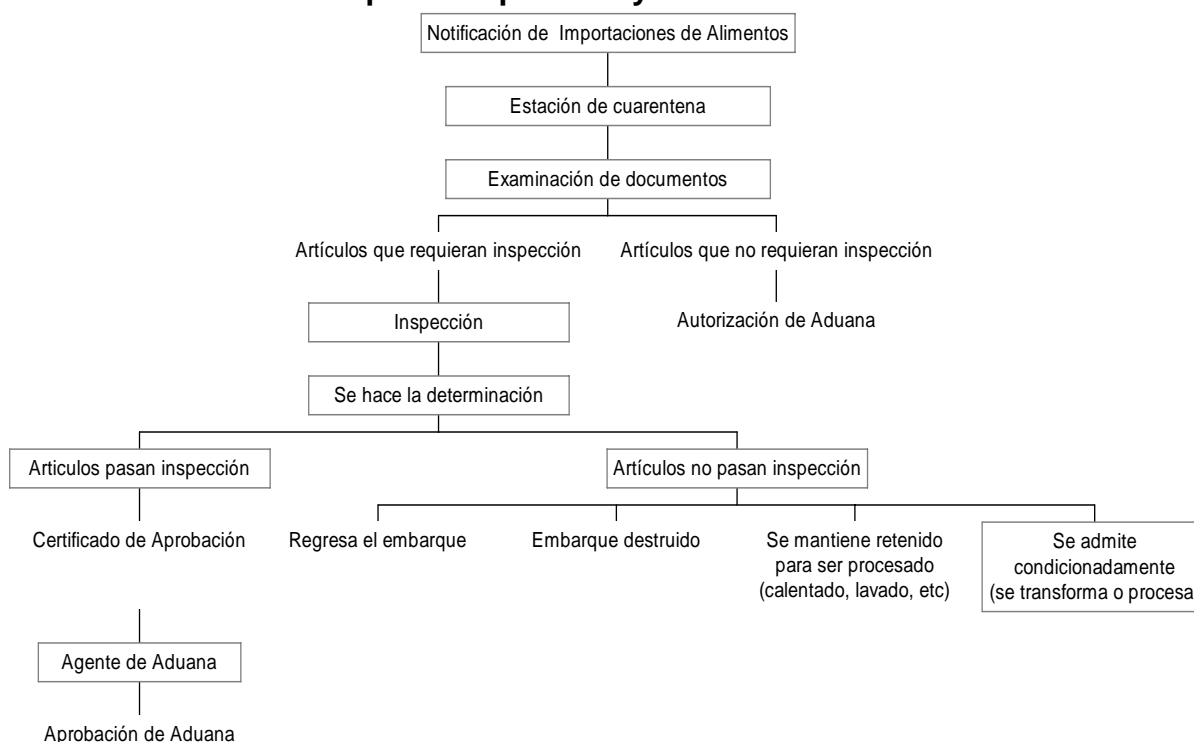 Notificación de Importaciones de Alimentos
Estación de cuarentena
Examinación de documentos
Artículos que requieran inspección
Artículos que no requieran inspección
Inspección
Autorización de Aduana
Se hace la determinación
Articulos pasan inspección
Artículos no pasan inspección
Certificado de Aprobación
Regresa el embarque
Embarque destruido
Se mantiene retenido
para ser procesado
(calentado, lavado, etc)
Se admite
condicionadamente
(se transforma o procesa
Agente de Aduana
Aprobación de Aduana